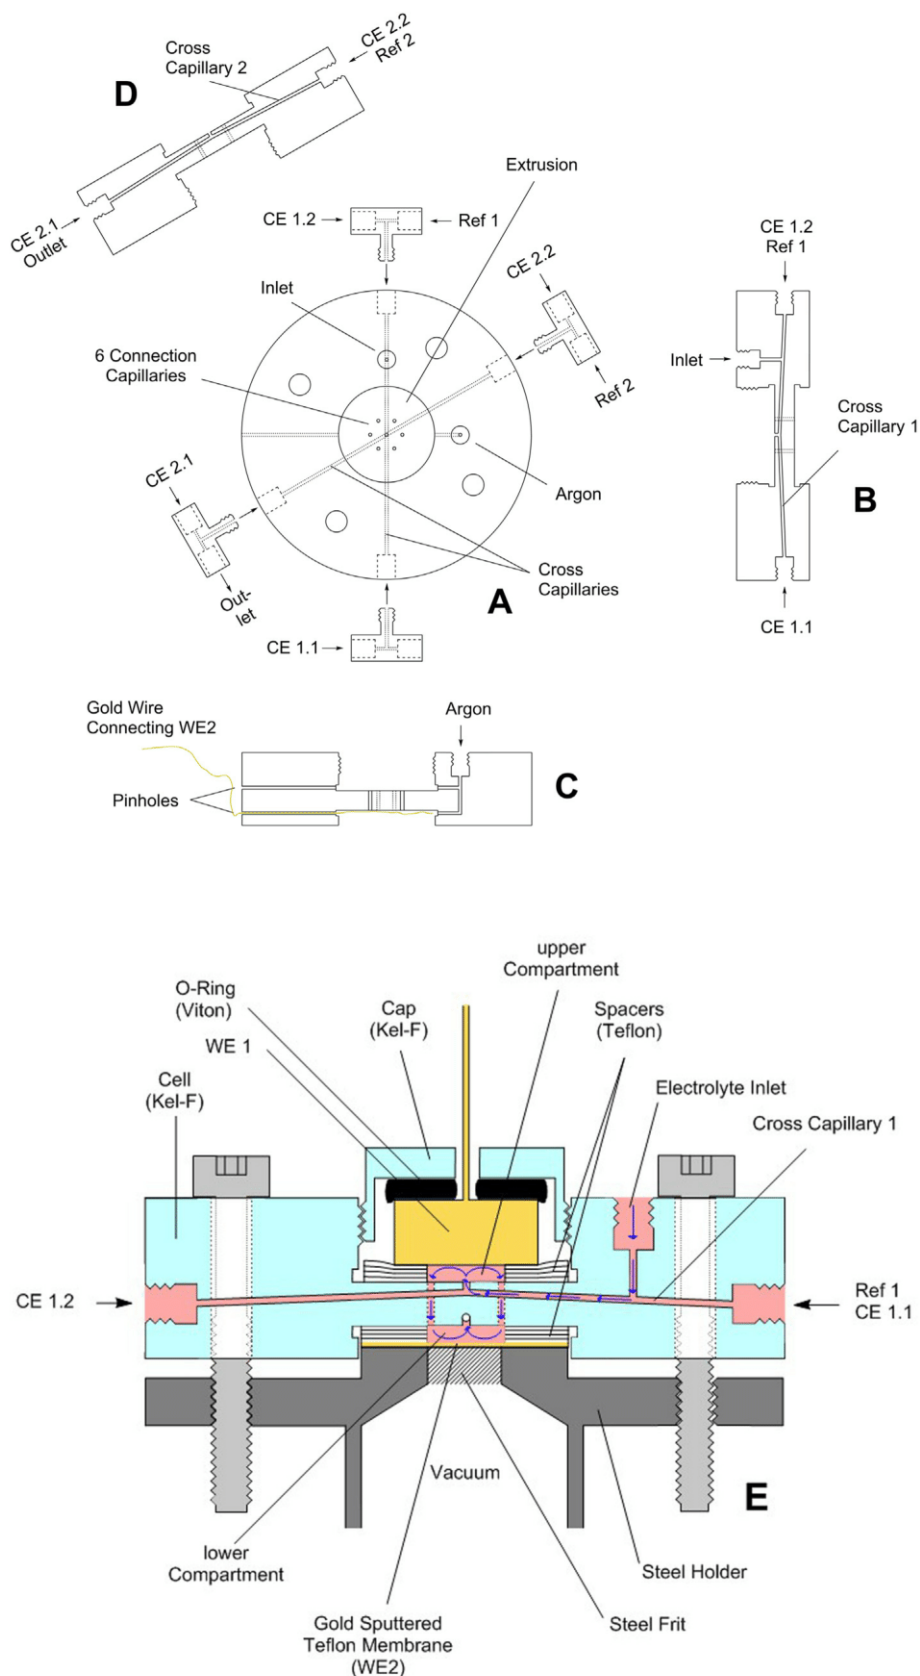 CE 2.2
Ref 2
Cross
Capillary 2
D
CE 2.1
Outlet
Extrusion
CE 1.2
Ref 1
CE 2.2
Inlet
6 Connection
Capillaries
Ref 2
CE 2.1
Argon
Out-
let
Cross
Capillaries
A
CE 1.1
CE 1.2
Ref 1
Inlet
Cross
Capillary 1
B
CE 1.1
Gold Wire
Connecting WE2
Argon
Pinholes
C
upper
Compartment
O-Ring
(Viton)
Cap
(Kel-F)
Spacers
(Teflon)
WE 1
Cell
(Kel-F)
Electrolyte Inlet
Cross Capillary 1
CE 1.2
Ref 1
CE 1.1
Vacuum
E
lower
Compartment
Steel Holder
Gold Sputtered
Teflon Membrane
(WE2)
Steel Frit